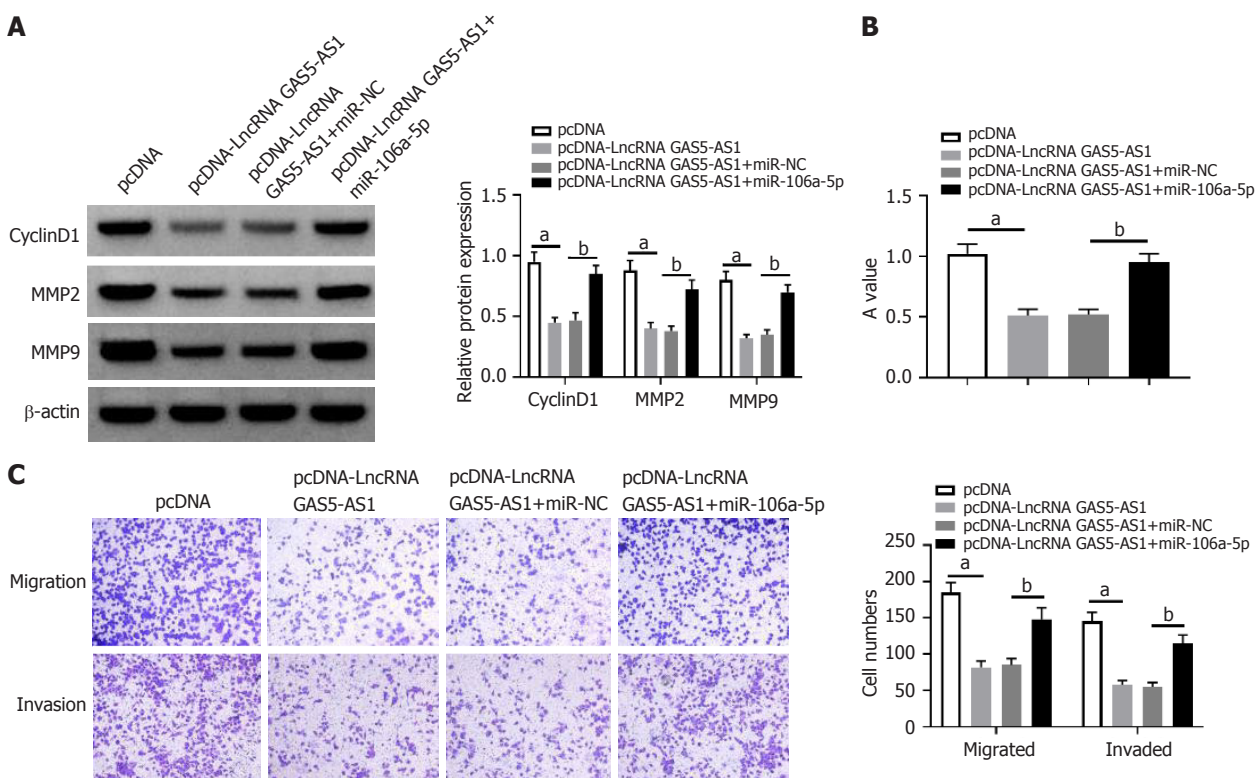 A
pcDNA
pcDNA-LncRNA GAS5-AS1
pcDNA-LncRNA
GAS5-AS1+miR-NC
pcDNA-LncRNA GAS5-AS1+
miR-106a-5p
CyclinD1
MMP2
MMP9
β-actin
pcDNA
pcDNA-LncRNA GAS5-AS1
pcDNA-LncRNA GAS5-AS1+miR-NC
pcDNA-LncRNA GAS5-AS1+miR-106a-5p
Relative protein expression
1.5
1.0
0.5
0.0
a
b
a
b
a
b
CyclinD1
MMP2
MMP9
B
pcDNA
pcDNA-LncRNA GAS5-AS1
pcDNA-LncRNA GAS5-AS1+miR-NC
pcDNA-LncRNA GAS5-AS1+miR-106a-5p
A value
1.5
1.0
0.5
0.0
a
b
C
pcDNA
pcDNA-LncRNA
GAS5-AS1
pcDNA-LncRNA
GAS5-AS1+miR-NC
pcDNA-LncRNA
GAS5-AS1+miR-106a-5p
Migration
Invasion
pcDNA
pcDNA-LncRNA GAS5-AS1
pcDNA-LncRNA GAS5-AS1+miR-NC
pcDNA-LncRNA GAS5-AS1+miR-106a-5p
Cell numbers
250
200
150
100
50
0
a
b
a
b
Migrated
Invaded